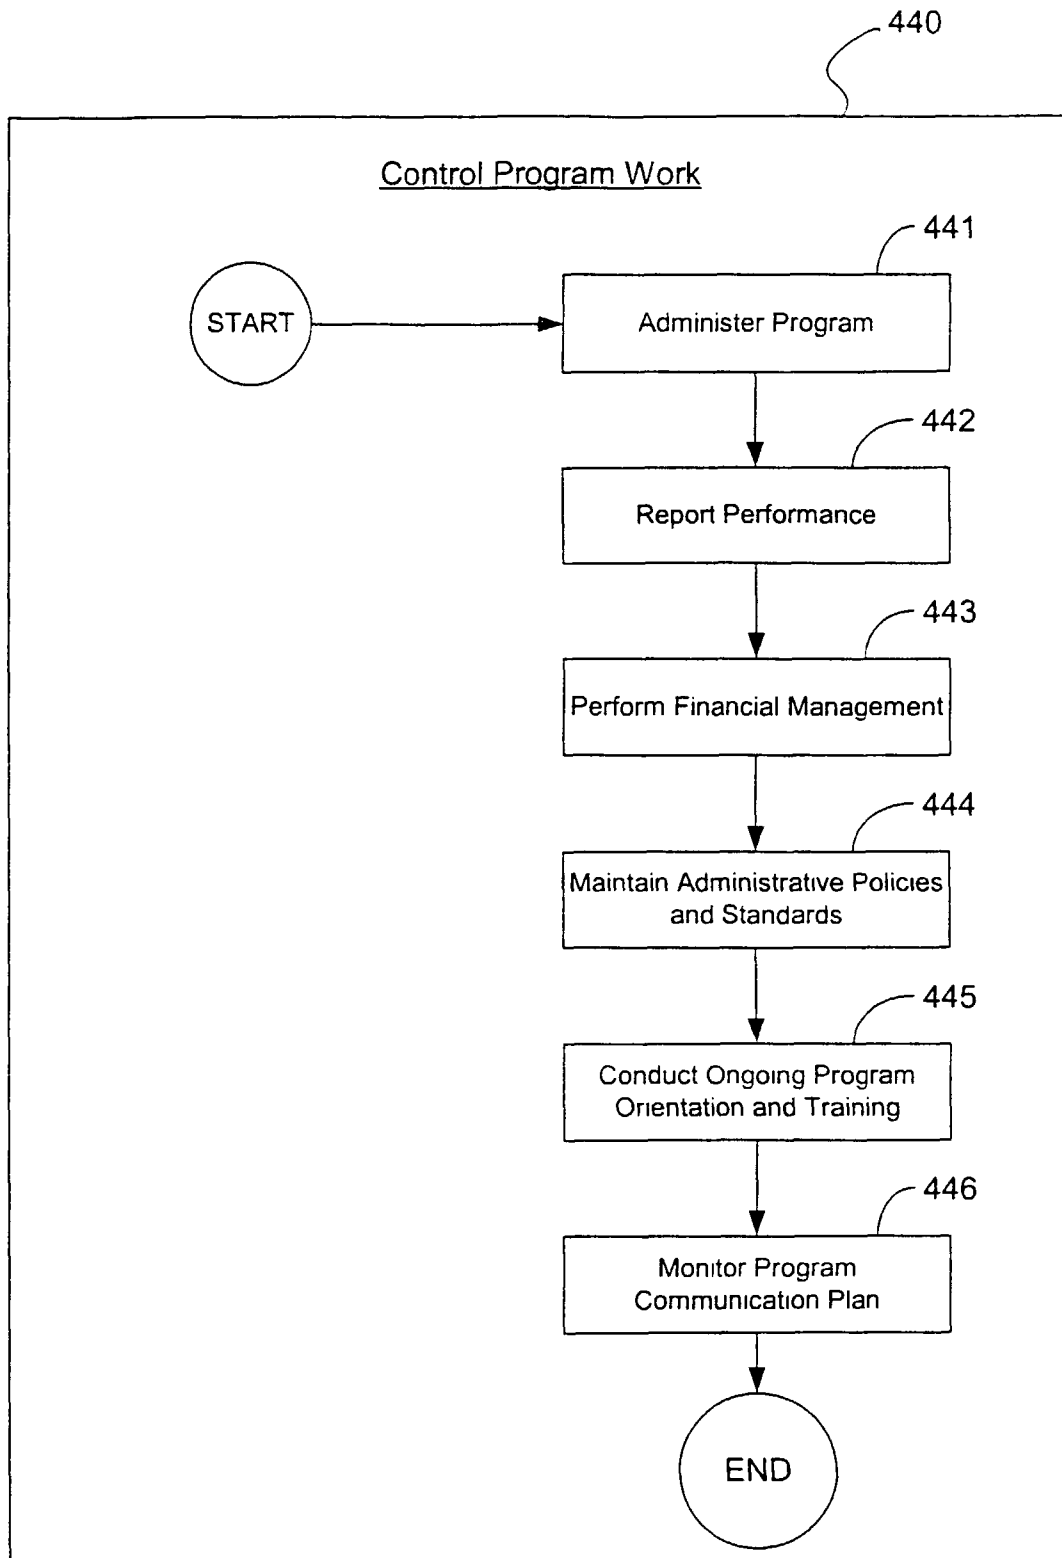 440
Control Program Work
441
START
Administer Program
442
Report Performance
443
Perform Financial Management
444
Maintain Administrative Policies
and Standards
445
Conduct Ongoing Program
Orientation and Training
446
Monitor Program
Communication Plan
END